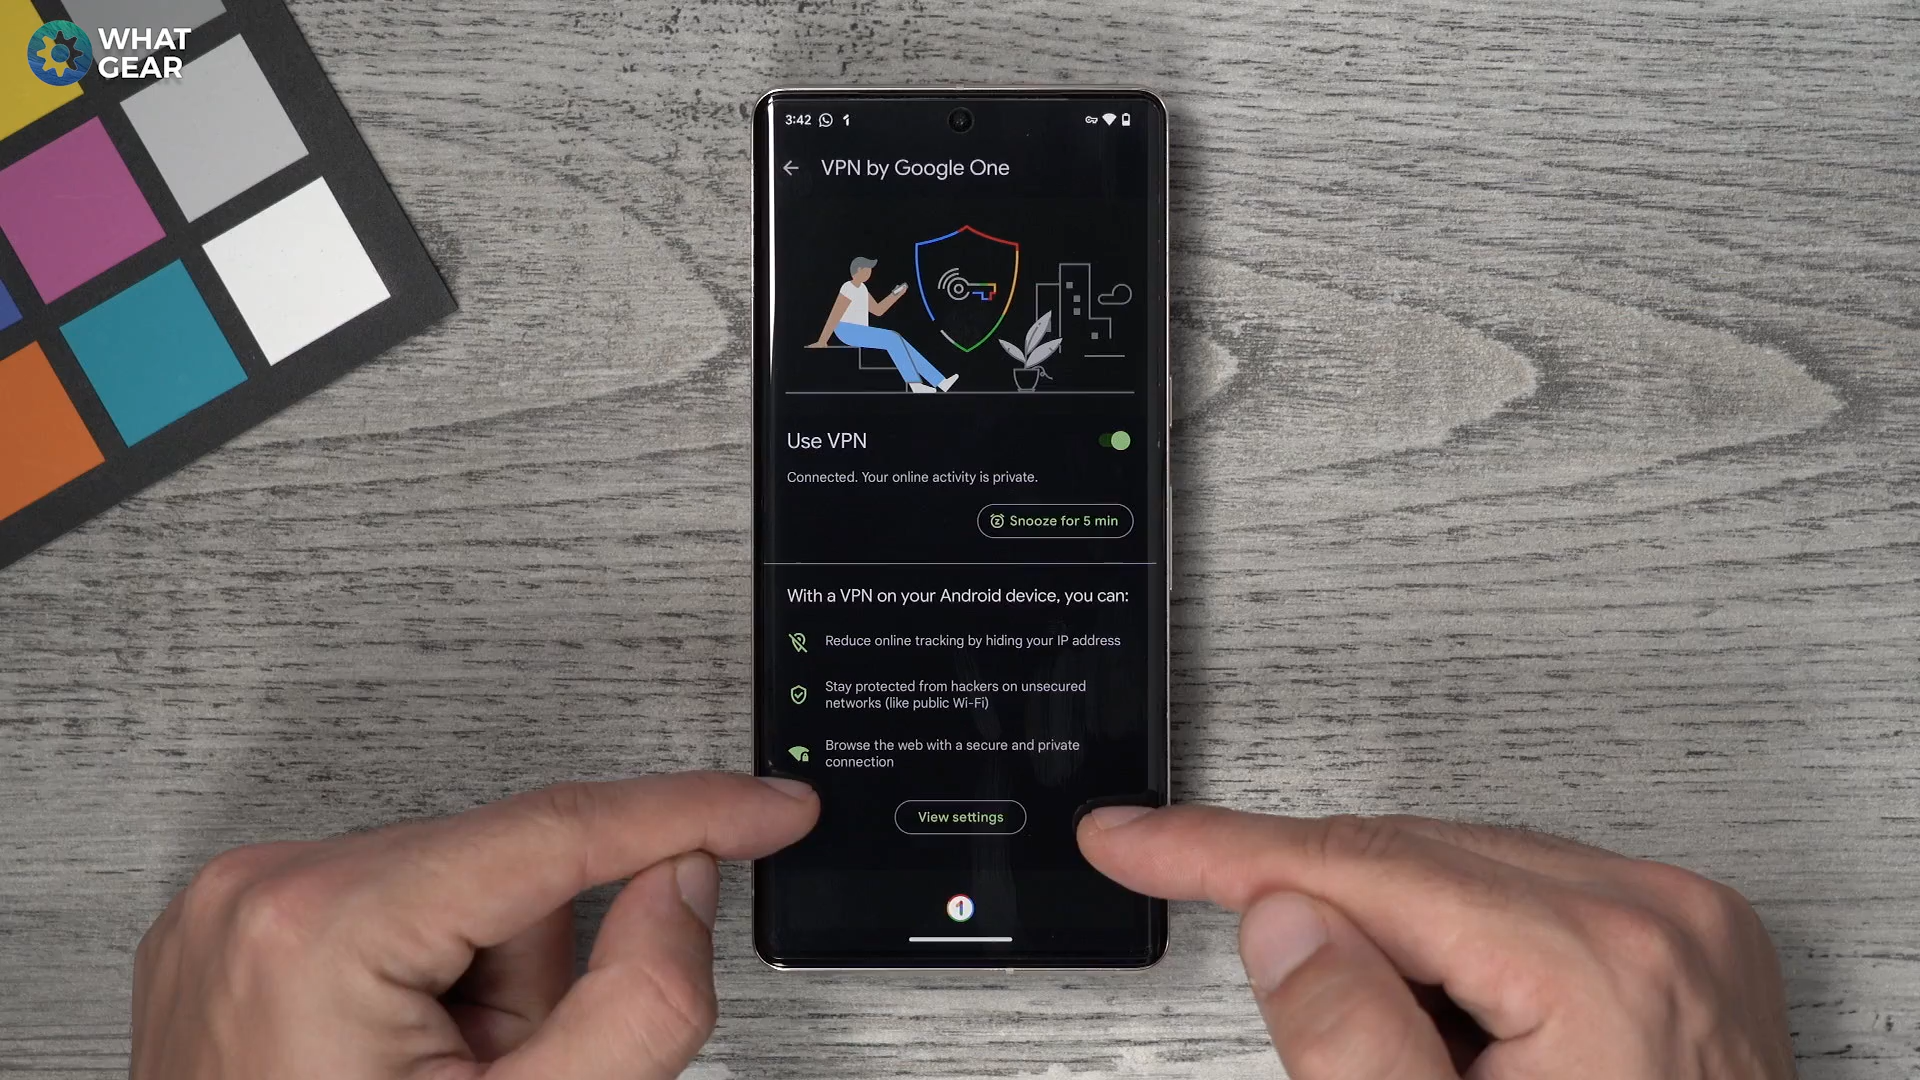 WHAT
GEAR
3:42
VPN by Google One
Use VPN
Connected. Your online activity is private.
Snooze for 5 min
With a VPN on your Android device, you can:
Reduce online tracking by hiding your IP address
Stay protected from hackers on unsecured
networks (like public Wi-Fi)
Browse the web with a secure and private
connection
View settings
1